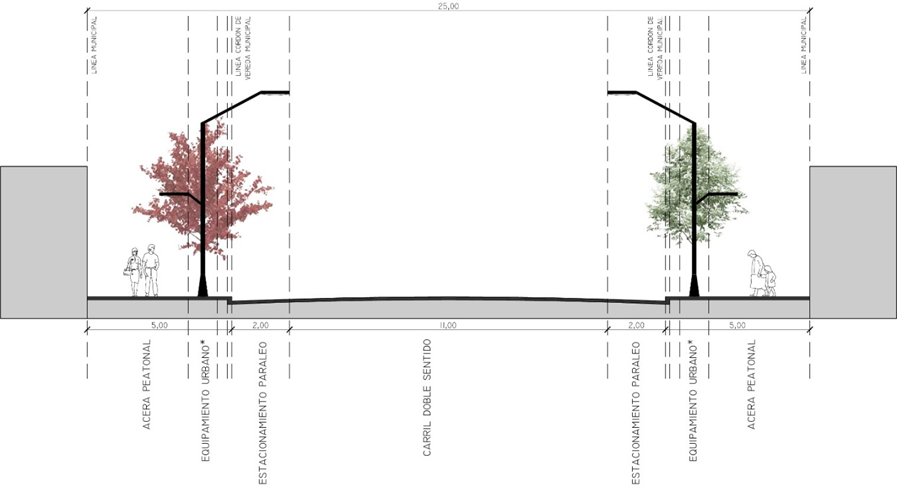 25,00
LINEA MUNICIPAL
LINEA CORDON DE
VEREDA MUNICIPAL
LINEA CORDON DE
VEREDA MUNICIPAL
LINEA MUNICIPAL
5,00
2,00
11,00
2,00
5,00
ACERA PEATONAL
EQUIPAMIENTO URBANO*
ESTACIONAMIENTO PARALEO
CARRIL DOBLE SENTIDO
ESTACIONAMIENTO PARALEO
EQUIPAMIENTO URBANO*
ACERA PEATONAL